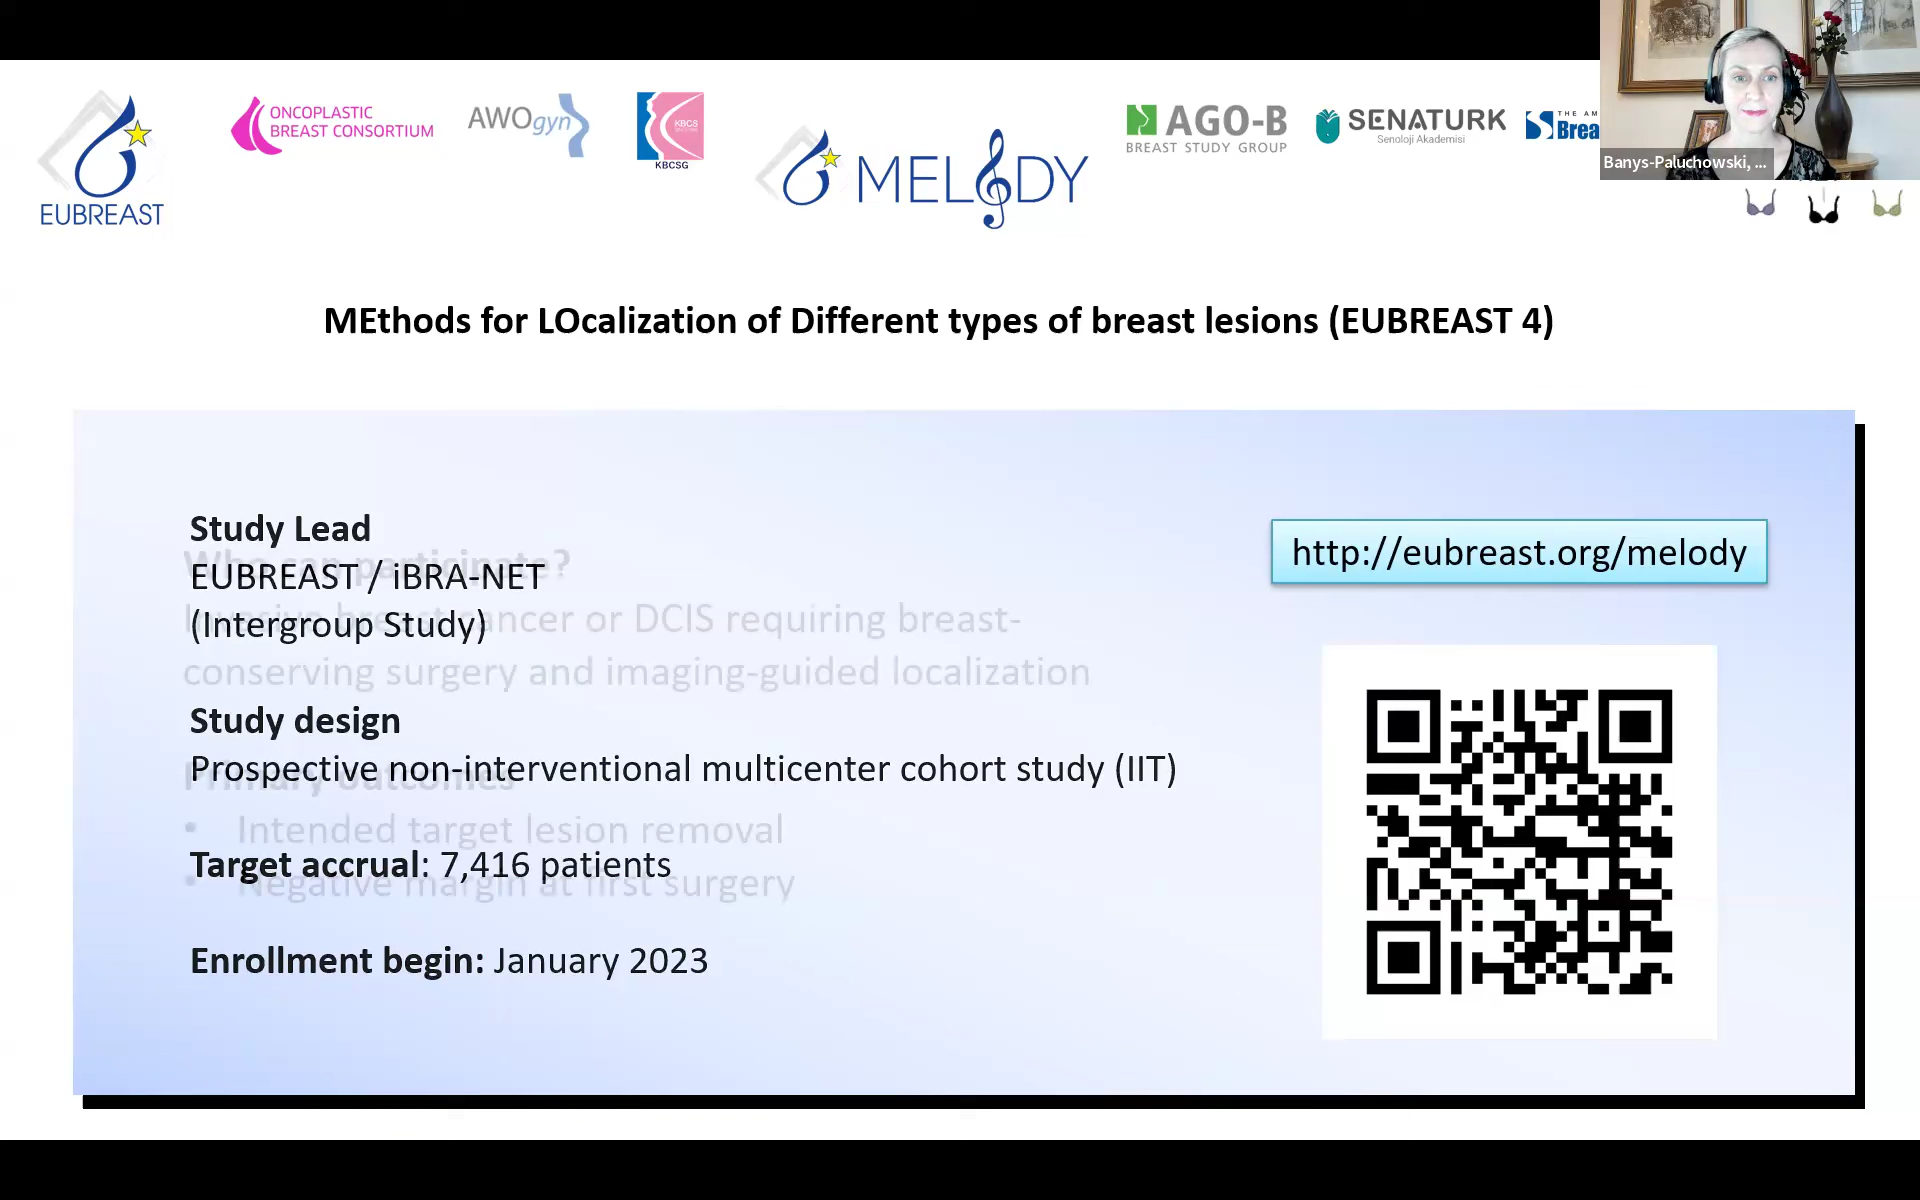 EUBREAST
ONCOPLASTIC
BREAST CONSORTIUM
AWOgyn
KBCS
KBCSG
MELODY
AGO-B
BREAST STUDY GROUP
SENATURK
Senoloji Akademisi
THE AM
Brea
Banys-Paluchowski, ...
MEthods for LOcalization of Different types of breast lesions (EUBREAST 4)
Study Lead
EUBREAST / iBRA-NET
(Intergroup Study)
Study design
Prospective non-interventional multicenter cohort study (IIT)
Target accrual: 7,416 patients
Enrollment begin: January 2023
Who can participate?
Invasive breast cancer or DCIS requiring breast-
conserving surgery and imaging-guided localization
Primary outcomes
• Intended target lesion removal
• Negative margin at first surgery
http://eubreast.org/melody